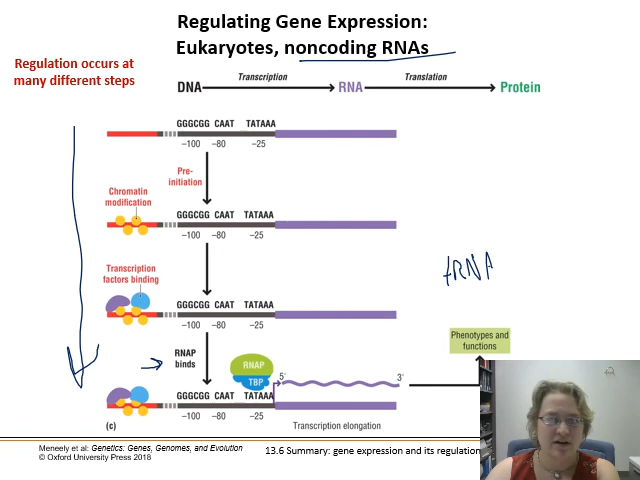 Regulating Gene Expression:
Eukaryotes, noncoding RNAs
Regulation occurs at
many different steps
DNA Transcription RNA Translation Protein
GGGCGG CAAT TATAAA
–100 –80 –25
Pre-
initiation
Chromatin
modification
GGGCGG CAAT TATAAA
–100 –80 –25
tRNA
Transcription
factors binding
GGGCGG CAAT TATAAA
–100 –80 –25
Phenotypes and
functions
RNAP
binds
RNAP
TBP
5′ 3′
GGGCGG CAAT TATAAA
–100 –80 –25
(c)
Transcription elongation
Meneely et al: Genetics: Genes, Genomes, and Evolution
© Oxford University Press 2018
13.6 Summary: gene expression and its regulation